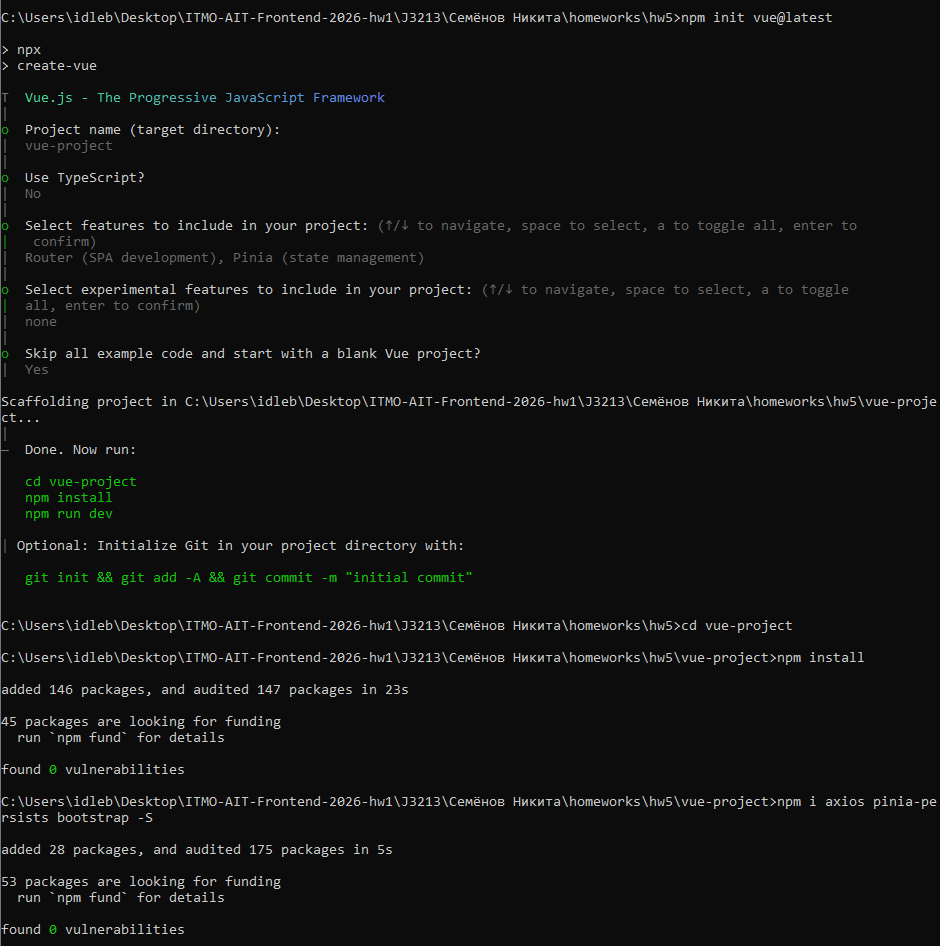 C:\Users\idleb\Desktop\ITMO-AIT-Frontend-2026-hw1\J3213\Семёнов Никита\homeworks\hw5>npm init vue@latest
> npx
> create-vue
T  Vue.js - The Progressive JavaScript Framework
|
o  Project name (target directory):
|  vue-project
|
o  Use TypeScript?
|  No
|
o  Select features to include in your project: (↑/↓ to navigate, space to select, a to toggle all, enter to
|   confirm)
|  Router (SPA development), Pinia (state management)
|
o  Select experimental features to include in your project: (↑/↓ to navigate, space to select, a to toggle
|  all, enter to confirm)
|  none
|
o  Skip all example code and start with a blank Vue project?
|  Yes
Scaffolding project in C:\Users\idleb\Desktop\ITMO-AIT-Frontend-2026-hw1\J3213\Семёнов Никита\homeworks\hw5\vue-proje
ct...
|
—  Done. Now run:
   cd vue-project
   npm install
   npm run dev
| Optional: Initialize Git in your project directory with:
   git init && git add -A && git commit -m "initial commit"
C:\Users\idleb\Desktop\ITMO-AIT-Frontend-2026-hw1\J3213\Семёнов Никита\homeworks\hw5>cd vue-project
C:\Users\idleb\Desktop\ITMO-AIT-Frontend-2026-hw1\J3213\Семёнов Никита\homeworks\hw5\vue-project>npm install
added 146 packages, and audited 147 packages in 23s
45 packages are looking for funding
  run `npm fund` for details
found 0 vulnerabilities
C:\Users\idleb\Desktop\ITMO-AIT-Frontend-2026-hw1\J3213\Семёнов Никита\homeworks\hw5\vue-project>npm i axios pinia-pe
rsists bootstrap -S
added 28 packages, and audited 175 packages in 5s
53 packages are looking for funding
  run `npm fund` for details
found 0 vulnerabilities